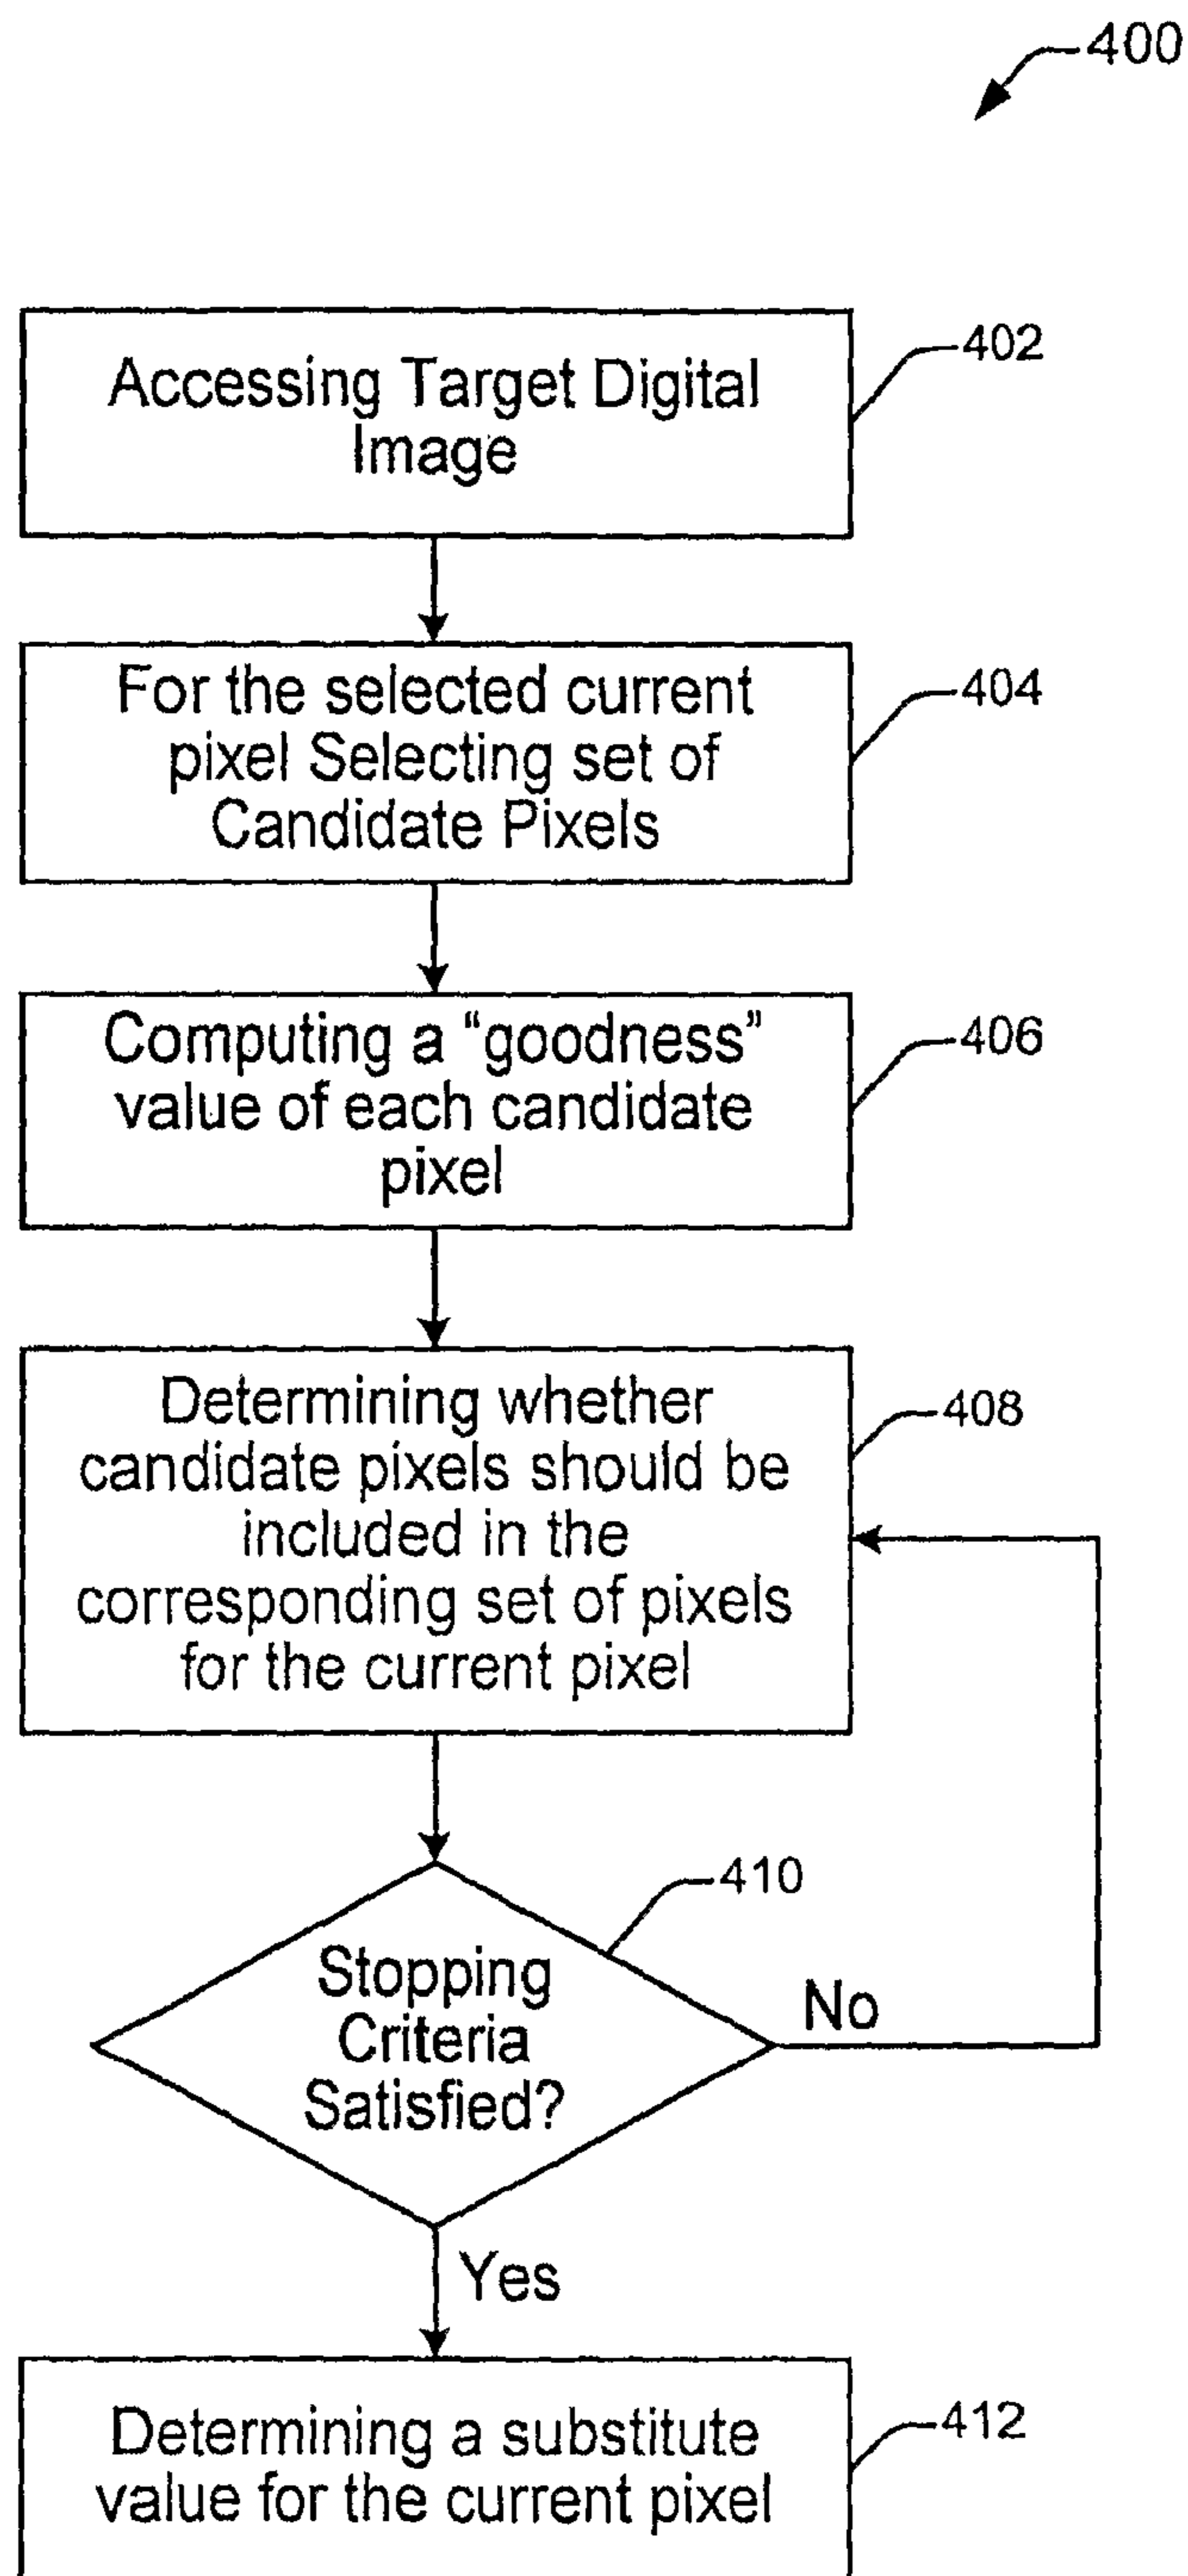 400
Accessing Target Digital
Image
402
For the selected current
pixel Selecting set of
Candidate Pixels
404
Computing a “goodness”
value of each candidate
pixel
406
Determining whether
candidate pixels should be
included in the
corresponding set of pixels
for the current pixel
408
Stopping
Criteria
Satisfied?
410
No
Yes
Determining a substitute
value for the current pixel
412